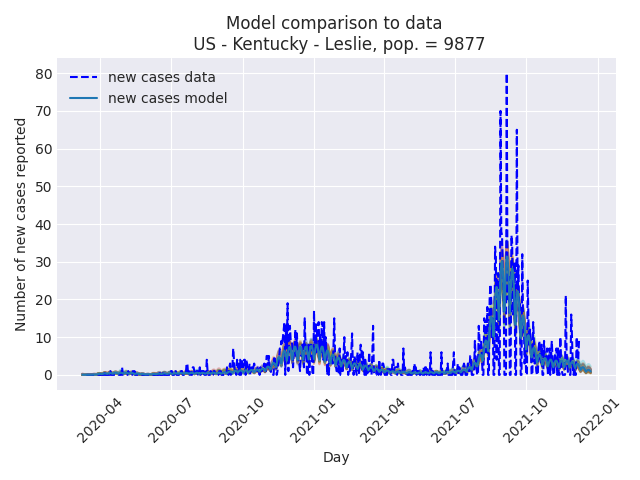 Model comparison to data
US - Kentucky - Leslie, pop. = 9877
new cases data
new cases model
Number of new cases reported
80
70
60
50
40
30
20
10
0
2020-04
2020-07
2020-10
2021-01
2021-04
2021-07
2021-10
2022-01
Day